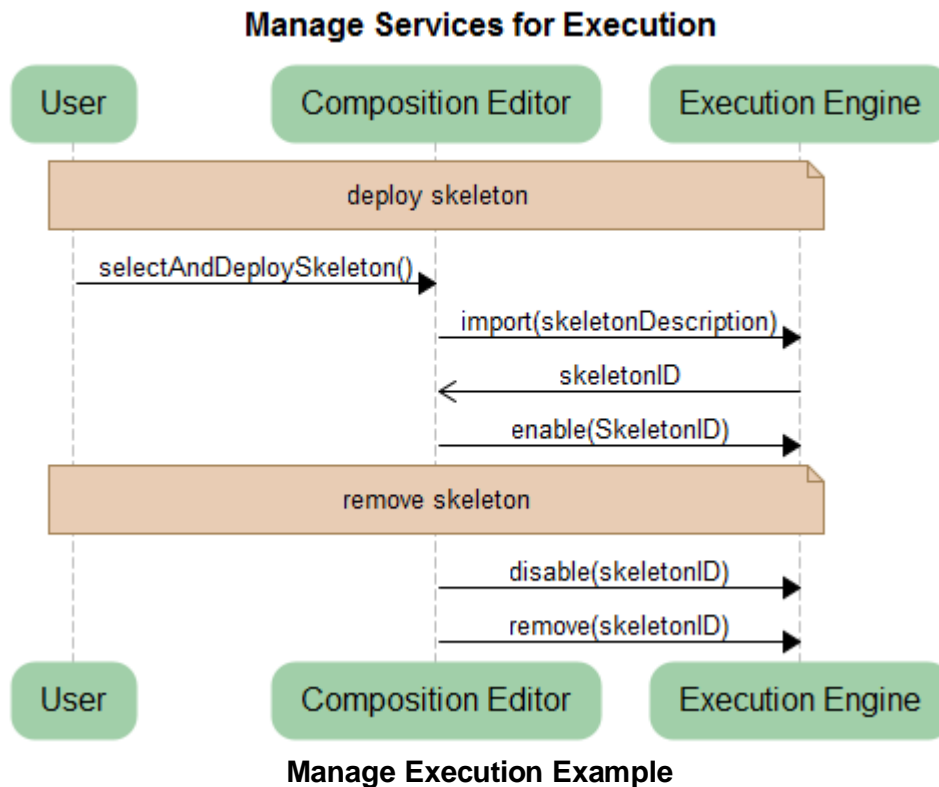 Manage Services for Execution
User Composition Editor Execution Engine
deploy skeleton
selectAndDeploySkeleton()
import(skeletonDescription)
skeletonID
enable(SkeletonID)
remove skeleton
disable(skeletonID)
remove(skeletonID)
User Composition Editor Execution Engine
Manage Execution Example